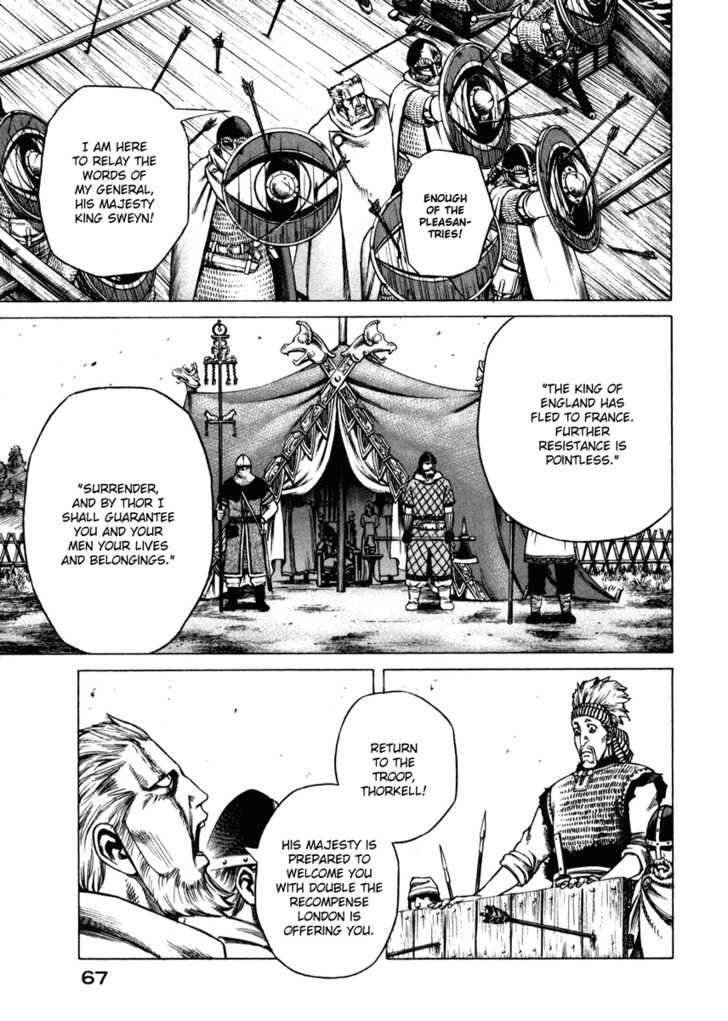 ENOUGH
OF THE
PLEASAN-
TRIES!
I AM HERE
TO RELAY THE
WORDS OF
MY GENERAL,
HIS MAJESTY
KING SWEYN!
"THE KING OF
ENGLAND HAS
FLED TO FRANCE.
FURTHER
RESISTANCE IS
POINTLESS."
"SURRENDER,
AND BY THOR I
SHALL GUARANTEE
YOU AND YOUR
MEN YOUR LIVES
AND BELONGINGS."
RETURN
TO THE
TROOP,
THORKELL!
HIS MAJESTY IS
PREPARED TO
WELCOME YOU
WITH DOUBLE THE
RECOMPENSE
LONDON IS
OFFERING YOU.
67